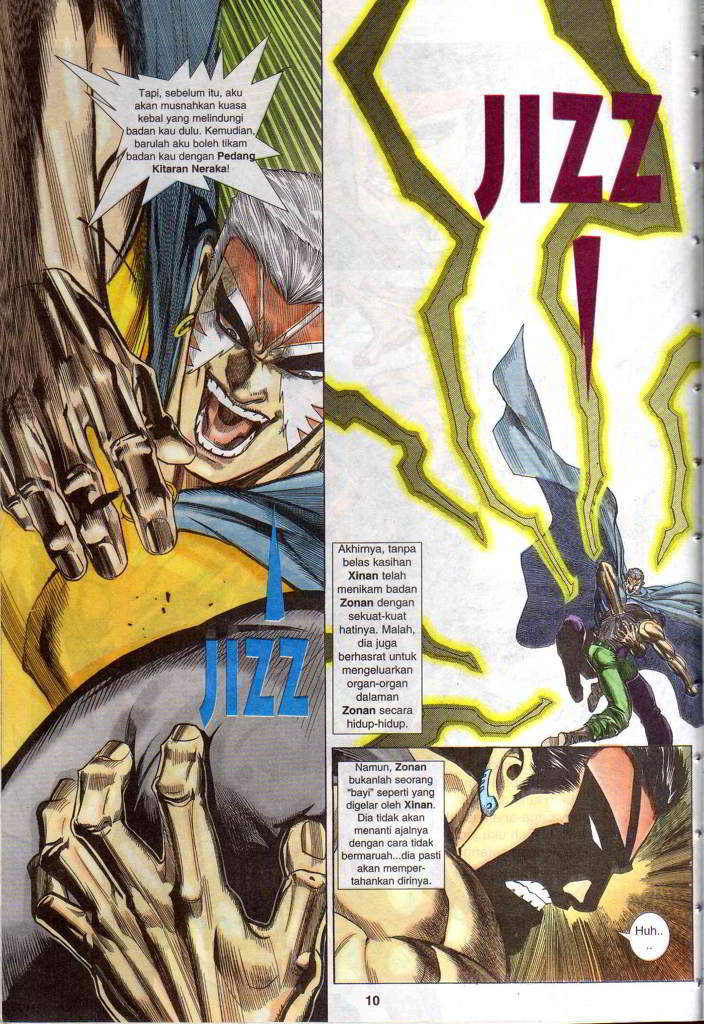 Tapi, sebelum itu, aku
akan musnahkan kuasa
kebal yang melindungi
badan kau dulu. Kemudian,
barulah aku boleh tikam
badan kau dengan Pedang
Kitaran Neraka!
JIZZ
JIZZ
Akhirnya, tanpa
belas kasihan
Xinan telah
menikam badan
Zonan dengan
sekuat-kuat
hatinya. Malah,
dia juga
berhasrat untuk
mengeluarkan
organ-organ
dalaman
Zonan secara
hidup-hidup.
Namun, Zonan
bukanlah seorang
"bayi" seperti yang
digelar oleh Xinan.
Dia tidak akan
menanti ajalnya
dengan cara tidak
bermaruah...dia pasti
akan memper-
tahankan dirinya.
Huh..
..
10